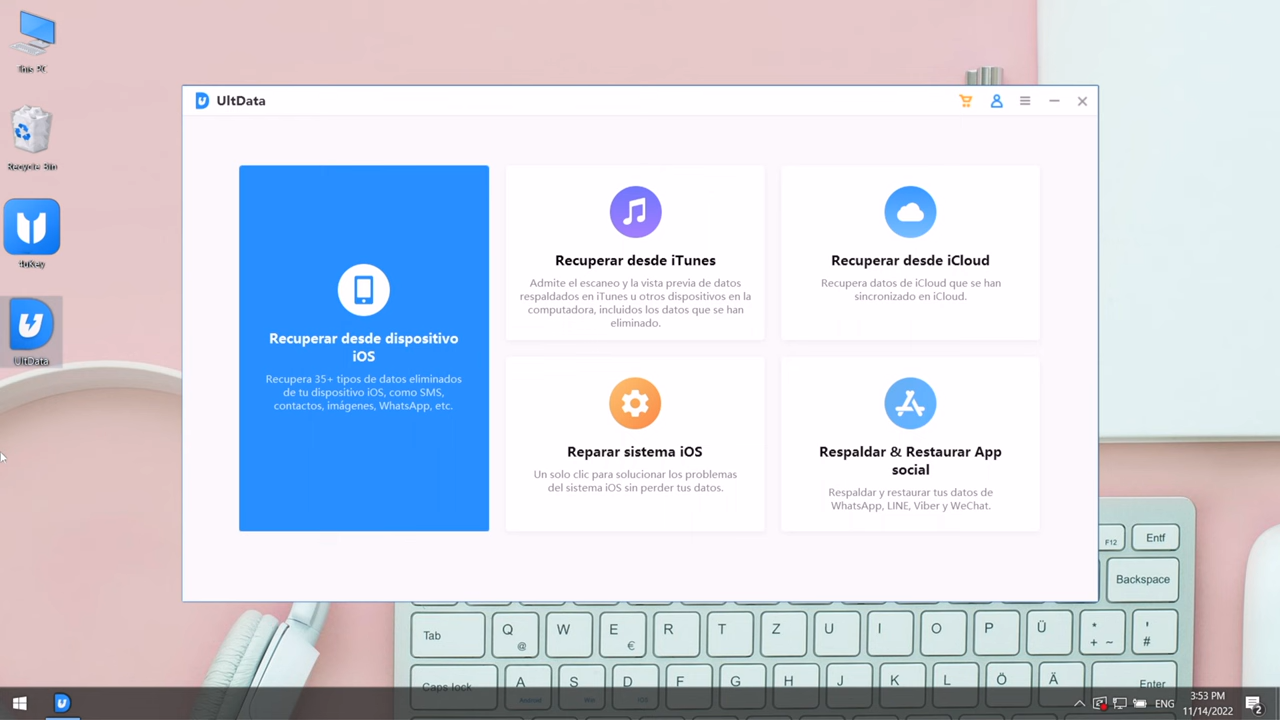 This PC
Recycle Bin
4uKey
UltData
UltData
Recuperar desde dispositivo
iOS
Recupera 35+ tipos de datos eliminados
de tu dispositivo iOS, como SMS,
contactos, imágenes, WhatsApp, etc.
Recuperar desde iTunes
Admite el escaneo y la vista previa de datos
respaldados en iTunes u otros dispositivos en la
computadora, incluidos los datos que se han
eliminado.
Recuperar desde iCloud
Recupera datos de iCloud que se han
sincronizado en iCloud.
Reparar sistema iOS
Un solo clic para solucionar los problemas
del sistema iOS sin perder tus datos.
Respaldar & Restaurar App
social
Respaldar y restaurar tus datos de
WhatsApp, LINE, Viber y WeChat.
F12 Entf
Backspace
Tab Q @ W E € R T Z U I O P Ü * + ~ ' #
Caps lock A S D F G H J K L Ö Ä Enter
ENG
3:53 PM
11/14/2022
2